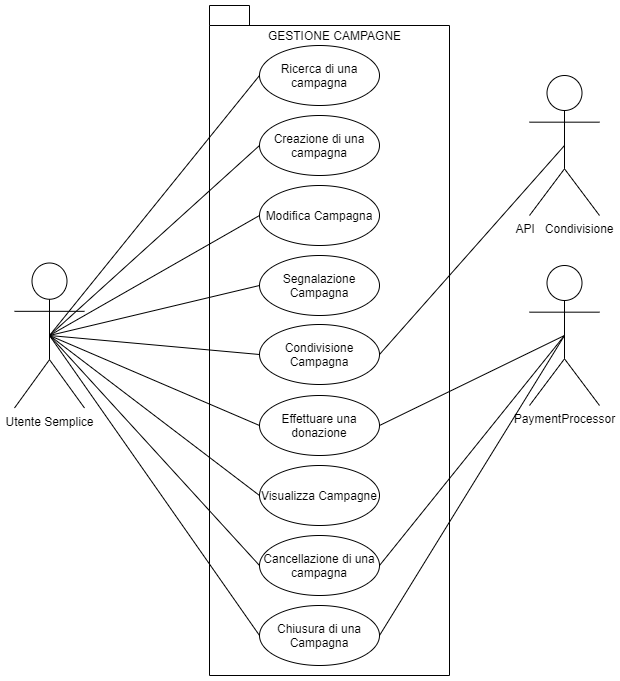 GESTIONE CAMPAGNE
Ricerca di una
campagna
Creazione di una
campagna
Modifica Campagna
Segnalazione
Campagna
Condivisione
Campagna
Effettuare una
donazione
Visualizza Campagne
Cancellazione di una
campagna
Chiusura di una
Campagna
Utente Semplice
API Condivisione
PaymentProcessor